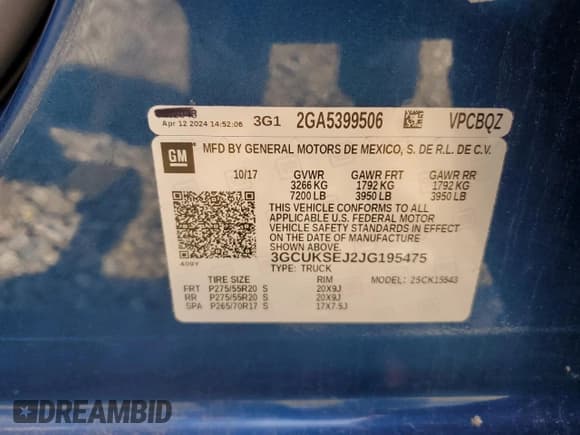 Apr 12 2024 14:52:06 3G1 2GA5399506 VPCBQZ
GM MFD BY GENERAL MOTORS DE MEXICO, S. DE R.L. DE C.V.
10/17 GVWR GAWR FRT GAWR RR
3266 KG 1792 KG 1792 KG
7200 LB 3950 LB 3950 LB
THIS VEHICLE CONFORMS TO ALL
APPLICABLE U.S. FEDERAL MOTOR
VEHICLE SAFETY STANDARDS IN EFFECT
ON THE DATE OF MANUFACTURE
SHOWN ABOVE.
3GCUKSEJ2JG195475
TYPE: TRUCK MODEL: 25CK15543
TIRE SIZE RIM
FRT P275/55R20 S 20X9J
RR P275/55R20 S 20X9J
SPA P265/70R17 S 17X7.5J
DREAMBID